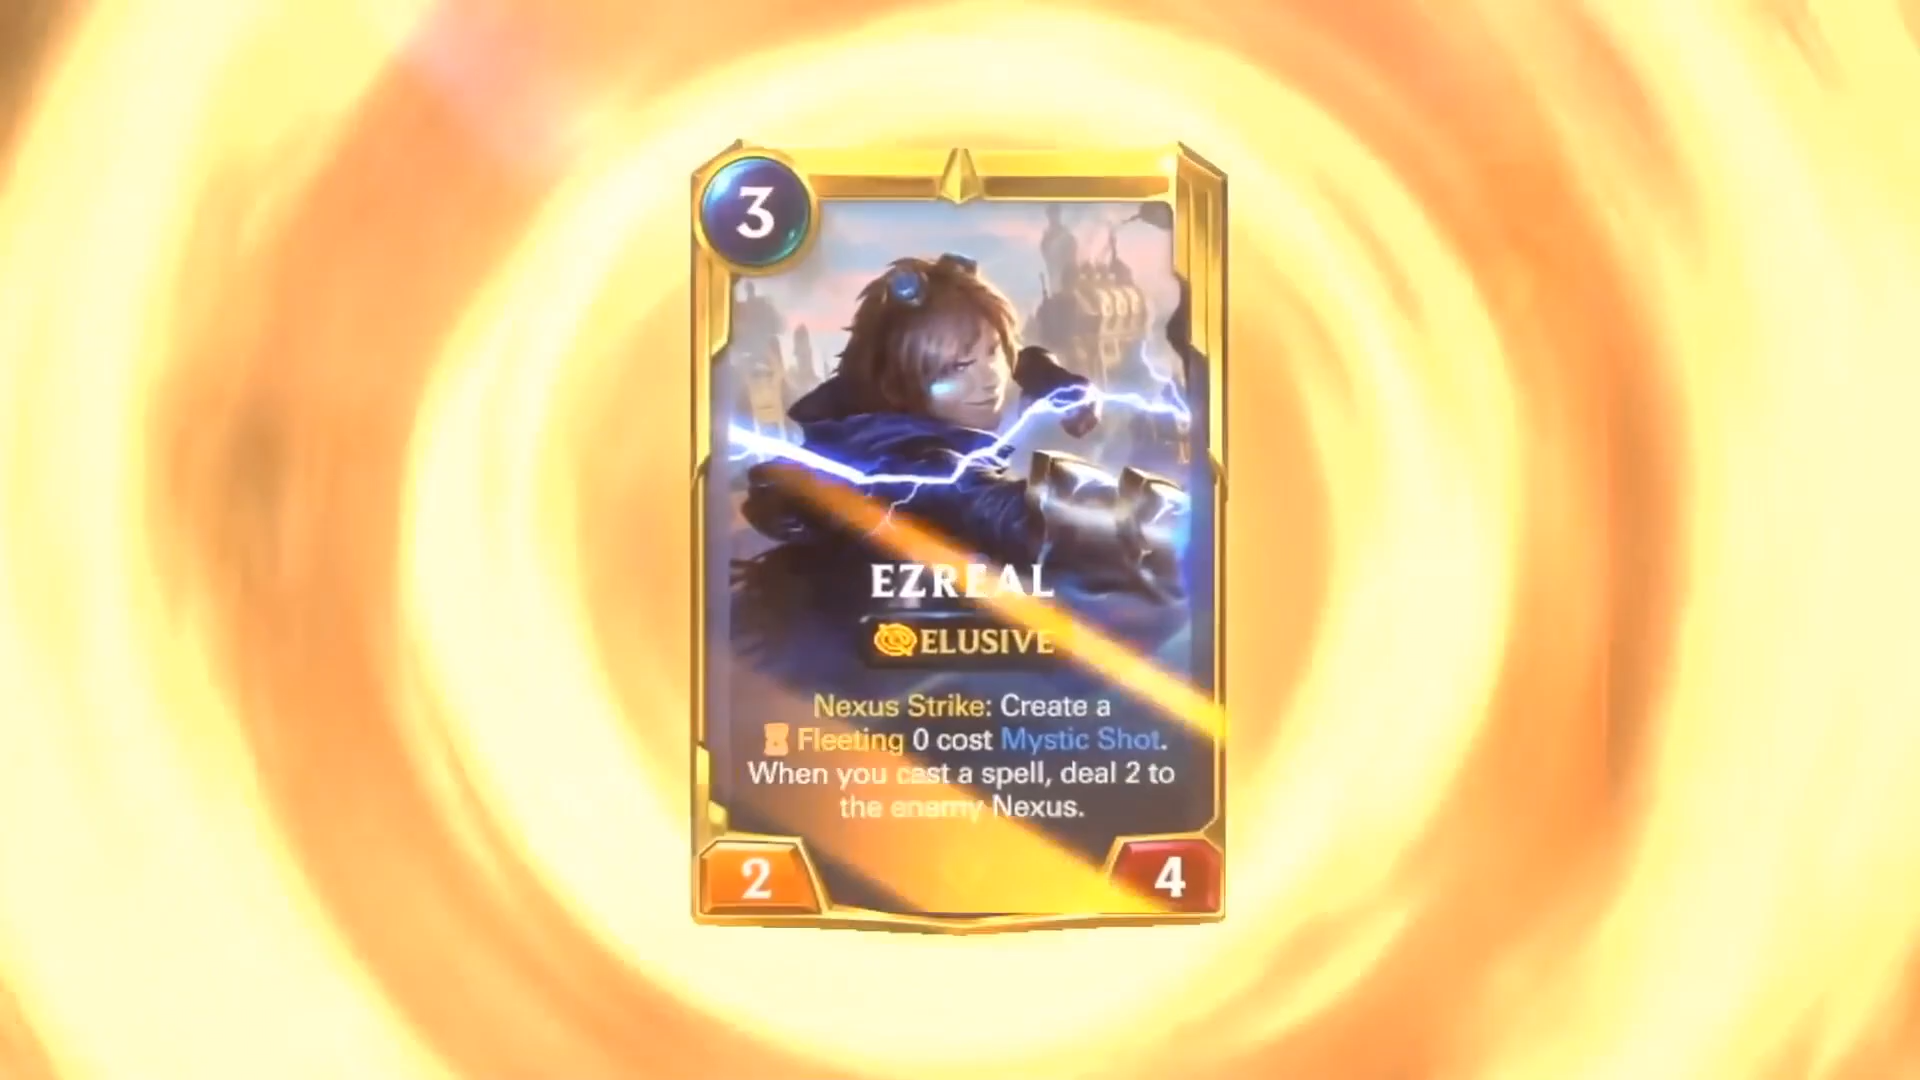 3
EZREAL
ELUSIVE
Nexus Strike: Create a
Fleeting 0 cost Mystic Shot.
When you cast a spell, deal 2 to
the enemy Nexus.
2
4